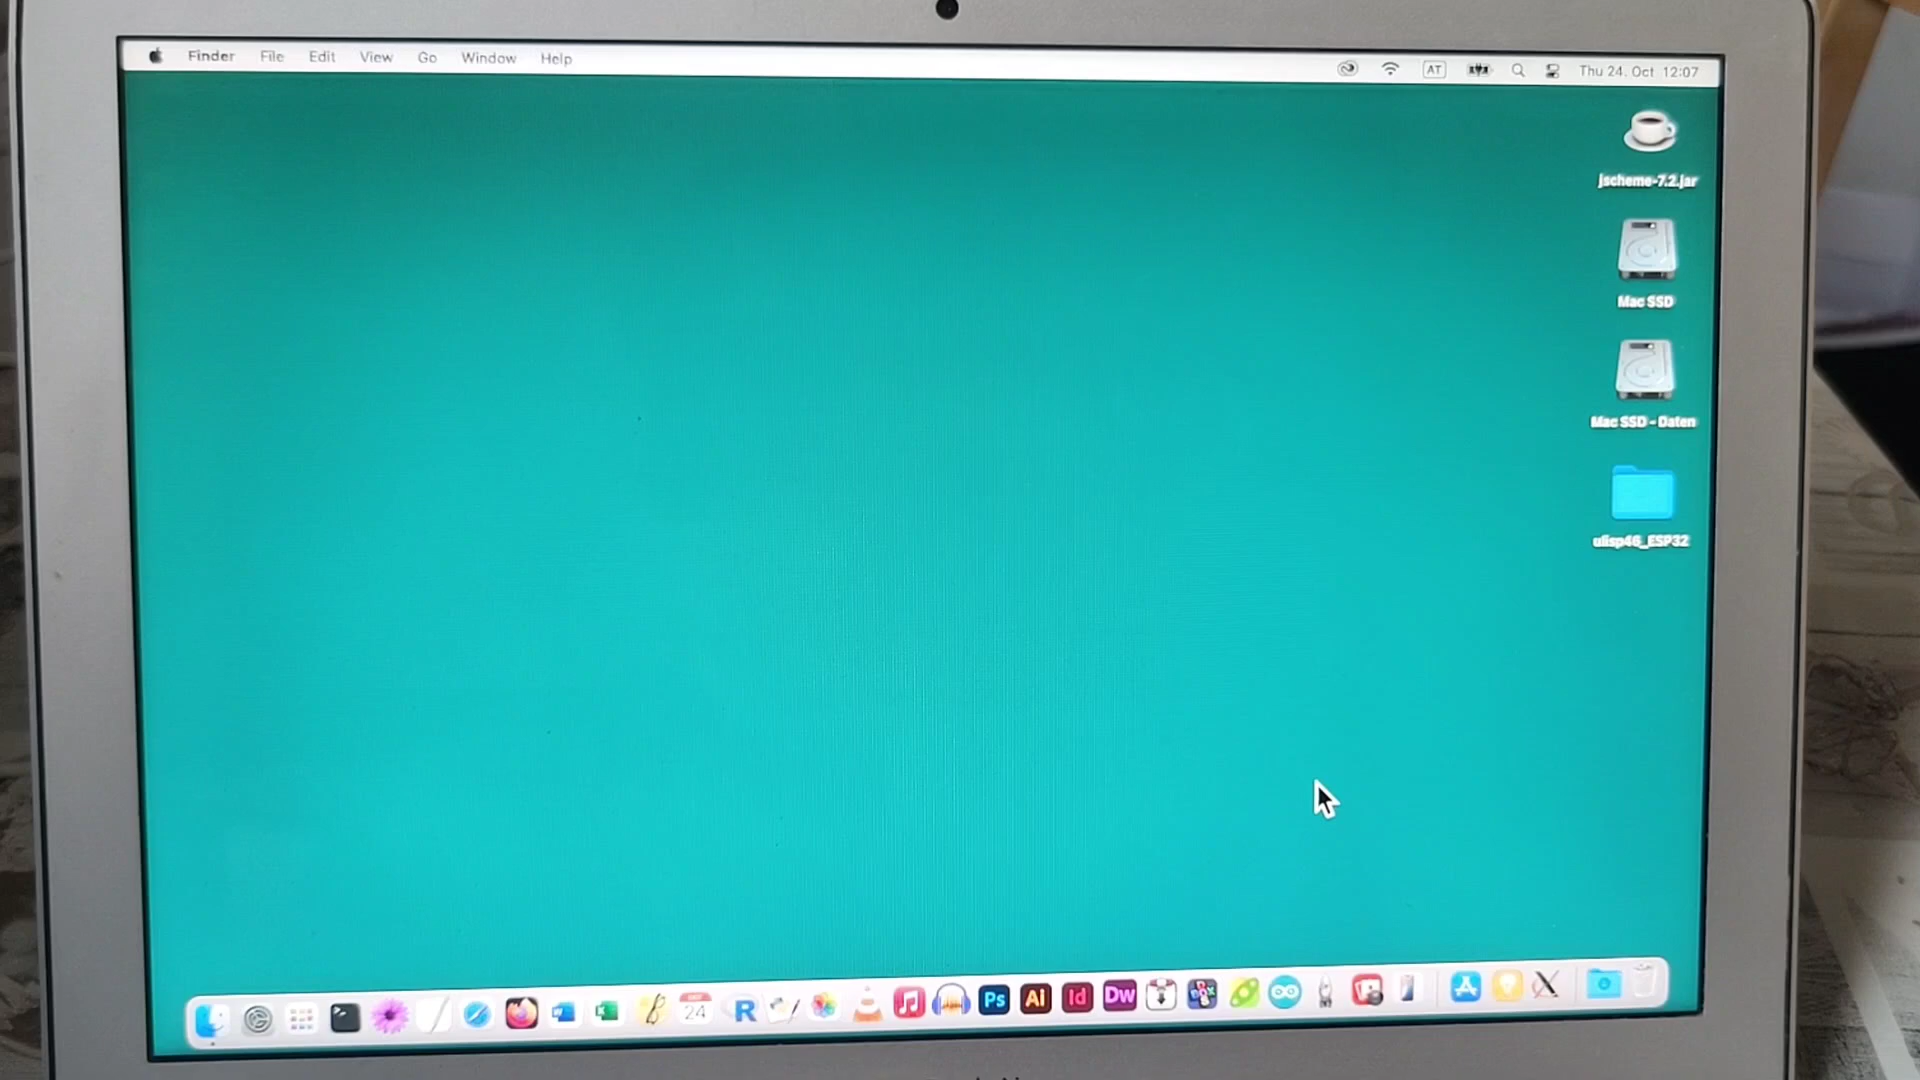 Finder File Edit View Go Window Help
AT Thu 24. Oct 12:07
jscheme-7.2.jar
Mac SSD
Mac SSD - Daten
ulisp46_ESP32
24 R Ps Ai Id Dw